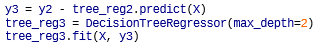 y3 = y2 - tree_reg2.predict(X)
tree_reg3 = DecisionTreeRegressor(max_depth=2)
tree_reg3.fit(X, y3)